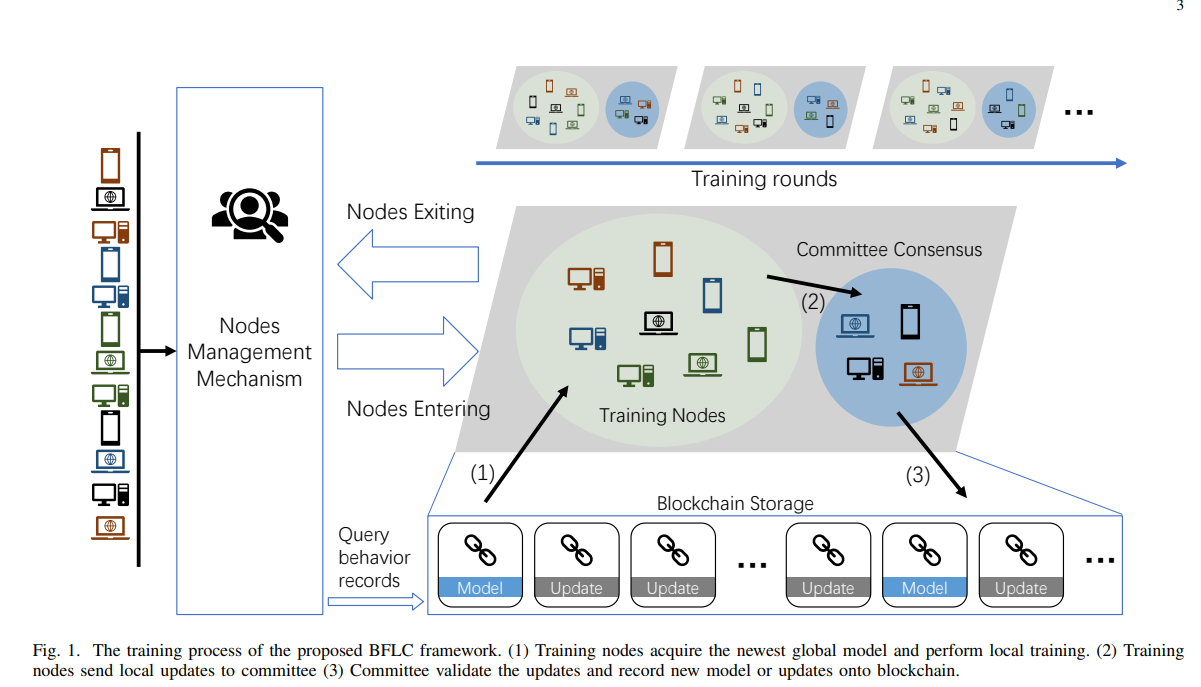 3
Training rounds
Nodes Exiting
Committee Consensus
(2)
Nodes
Management
Mechanism
Nodes Entering
Training Nodes
(1)
(3)
Blockchain Storage
Query
behavior
records
Model
Update
Update
...
Update
Model
Update
...
Fig. 1. The training process of the proposed BFLC framework. (1) Training nodes acquire the newest global model and perform local training. (2) Training
nodes send local updates to committee (3) Committee validate the updates and record new model or updates onto blockchain.